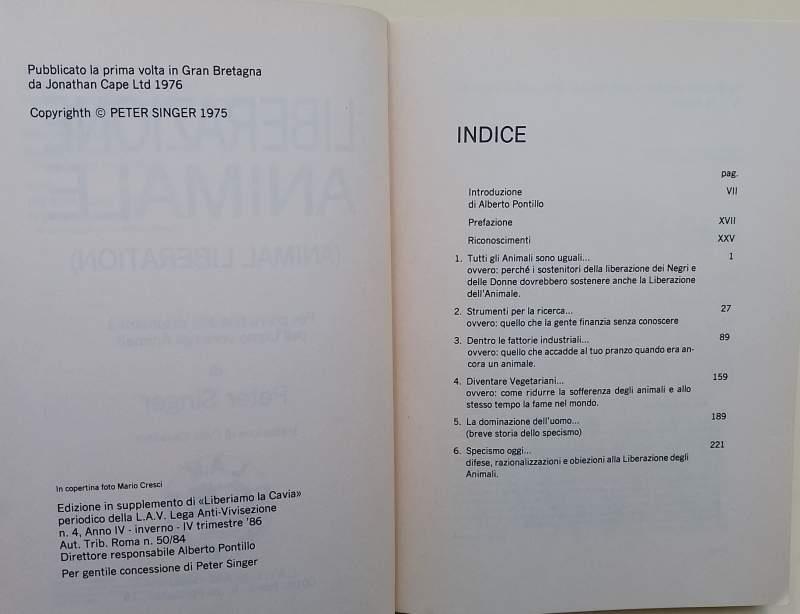 Pubblicato la prima volta in Gran Bretagna
da Jonathan Cape Ltd 1976
Copyrighth © PETER SINGER 1975
In copertina foto Mario Cresci
Edizione in supplemento di «Liberiamo la Cavia»
periodico della L.A.V. Lega Anti-Vivisezione
n. 4, Anno IV - inverno - IV trimestre '86
Aut. Trib. Roma n. 50/84
Direttore responsabile Alberto Pontillo
Per gentile concessione di Peter Singer
INDICE
pag.
Introduzione VII
di Alberto Pontillo
Prefazione XVII
Riconoscimenti XXV
1. Tutti gli Animali sono uguali... 1
ovvero: perché i sostenitori della liberazione dei Negri e
delle Donne dovrebbero sostenere anche la Liberazione
dell'Animale.
2. Strumenti per la ricerca... 27
ovvero: quello che la gente finanzia senza conoscere
3. Dentro le fattorie industriali... 89
ovvero: quello che accadde al tuo pranzo quando era an-
cora un animale.
4. Diventare Vegetariani... 159
ovvero: come ridurre la sofferenza degli animali e allo
stesso tempo la fame nel mondo.
5. La dominazione dell'uomo... 189
(breve storia dello specismo)
6. Specismo oggi... 221
difese, razionalizzazioni e obiezioni alla Liberazione degli
Animali.
LIBERAZIONE
ANIMALE
(ANIMAL LIBERATION)
di
Peter Singer